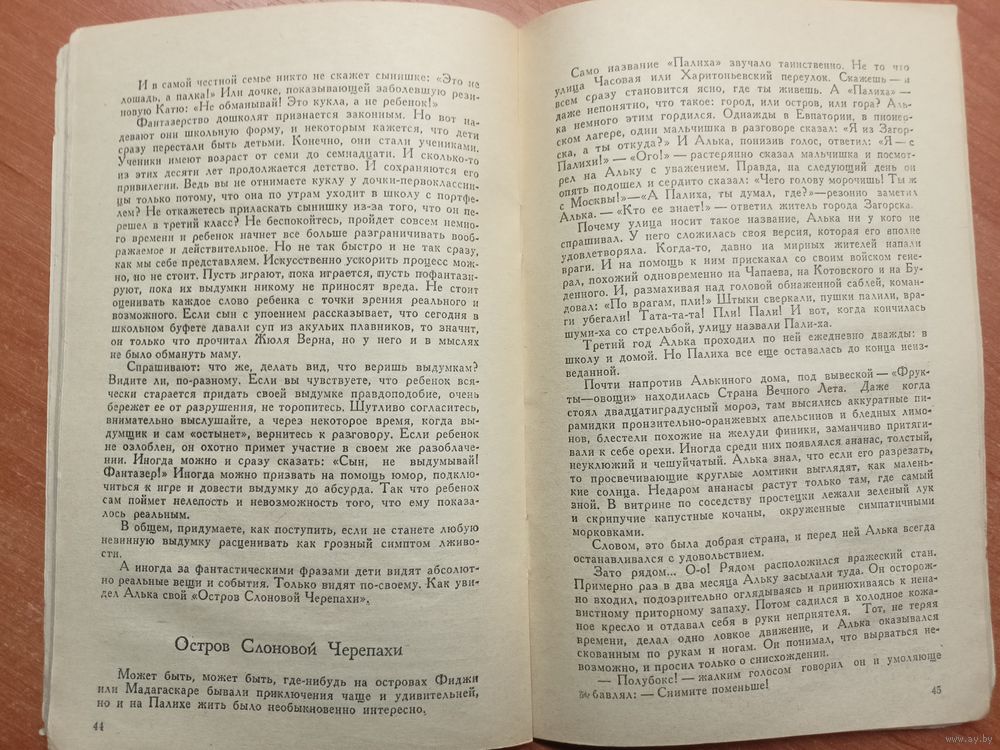 И в самой честной семье никто не скажет сынишке: «Это не
лошадь, а палка!» Или дочке, показывающей заболевшую рези-
новую Катю: «Не обманывай! Это кукла, а не ребенок!»
Фантазерство дошколят признается законным. Но вот на-
девают они школьную форму, и некоторым кажется, что дети
сразу перестали быть детьми. Конечно, они стали учениками.
Ученики имеют возраст от семи до семнадцати. И сколько-то
из этих десяти лет продолжается детство. И сохраняются его
привилегии. Ведь вы не отнимаете куклу у дочки-первоклассни-
цы только потому, что она по утрам уходит в школу с портфе-
лем? Не откажетесь приласкать сынишку из-за того, что он пе-
решел в третий класс? Не беспокойтесь, пройдет совсем немно-
го времени и ребенок начнет все больше разграничивать вооб-
ражаемое и действительное. Но не так быстро и не так сразу,
как мы себе представляем. Искусственно ускорить процесс мож-
но, но не стоит. Пусть играют, пока играется, пусть пофантази-
руют, пока их выдумки никому не приносят вреда. Не стоит
оценивать каждое слово ребенка с точки зрения реального и
возможного. Если сын с упоением рассказывает, что сегодня в
школьном буфете давали суп из акульих плавников, то значит,
он только что прочитал Жюля Верна, но у него и в мыслях
не было обмануть маму.
Спрашивают: что же, делать вид, что веришь выдумкам?
Видите ли, по-разному. Если вы чувствуете, что ребенок вся-
чески старается придать своей выдумке правдоподобие, очень
бережет ее от разрушения, не торопитесь. Шутливо согласитесь,
внимательно выслушайте, а через некоторое время, когда вы-
думщик и сам «остынет», вернитесь к разговору. Если ребенок
не озлоблен, он охотно примет участие в своем же разоблаче-
нии. Иногда можно и сразу сказать: «Сын, не выдумывай!
Фантазер!» Иногда можно призвать на помощь юмор, подклю-
читься к игре и довести выдумку до абсурда. Так что ребенок
сам поймет нелепость и невозможность того, что ему показа-
лось реальным.
В общем, придумаете, как поступить, если не станете любую
невинную выдумку расценивать как грозный симптом лживо-
сти.
А иногда за фантастическими фразами дети видят абсолют-
но реальные вещи и события. Только видят по-своему. Как уви-
дел Алька свой «Остров Слоновой Черепахи».
Остров Слоновой Черепахи
Может быть, может быть, где-нибудь на островах Фиджи
или Мадагаскаре бывали приключения чаще и удивительней,
но и на Палихе жить было необыкновенно интересно.
44
Само название «Палиха» звучало таинственно. Не то что
улица Часовая или Харитоньевский переулок. Скажешь — и
всем сразу становится ясно, где ты живешь. А «Палиха» —
даже непонятно, что такое: город, или остров, или гора? Аль-
ка немного этим гордился. Однажды в Евпатории, в пионер-
ском лагере, один мальчишка в разговоре сказал: «Я из Загор-
ска, а ты откуда?» И Алька, понизив голос, ответил: «Я — с
Палихи!» — «Ого!» — растерянно сказал мальчишка и посмот-
рел на Альку с уважением. Правда, на следующий день он
опять подошел и сердито сказал: «Чего голову морочишь! Ты ж
с Москвы!»—«А Палиха, ты думал, где?»—резонно заметил
Алька. — «Кто ее знает!» — ответил житель города Загорска.
Почему улица носит такое название, Алька ни у кого не
спрашивал. У него сложилась своя версия, которая его вполне
удовлетворяла. Когда-то, давно на мирных жителей напали
враги. И на помощь к ним прискакал со своим войском гене-
рал, похожий одновременно на Чапаева, на Котовского и на Бу-
денного. И, размахивая над головой обнаженной саблей, коман-
довал: «По врагам, пли!» Штыки сверкали, пушки палили, вра-
ги убегали! Тата-та-та! Пли! Пали! И вот, когда кончилась
шуми-ха со стрельбой, улицу назвали Пали-ха.
Третий год Алька проходил по ней ежедневно дважды: в
школу и домой. Но Палиха все еще оставалась до конца неиз-
веданной.
Почти напротив Алькиного дома, под вывеской — «Фрук-
ты—овощи» находилась Страна Вечного Лета. Даже когда
стоял двадцатиградусный мороз, там высились аккуратные пи-
рамидки пронзительно-оранжевых апельсинов и бледных лимо-
нов, блестели похожие на желуди финики, заманчиво притяги-
вали к себе орехи. Иногда среди них появлялся ананас, толстый,
неуклюжий и чешуйчатый. Алька знал, что если его разрезать,
то просвечивающие круглые ломтики выглядят, как малень-
кие солнца. Недаром ананасы растут только там, где самый
зной. В витрине по соседству простецки лежали зеленый лук
и скрипучие капустные кочаны, окруженные симпатичными
морковками.
Словом, это была добрая страна, и перед ней Алька всегда
останавливался с удовольствием.
Зато рядом... О-о! Рядом расположился вражеский стан.
Примерно раз в два месяца Альку засылали туда. Он осторож-
но входил, подозрительно оглядываясь и принюхиваясь к нена-
вистному приторному запаху. Потом садился в холодное кожа-
ное кресло и отдавал себя в руки неприятеля. Тот, не теряя
времени, делал одно ловкое движение, и Алька оказывался
скованным по рукам и ногам. Он понимал, что вырваться не-
возможно, и просил только о снисхождении.
— Полубокс! — жалким голосом говорил он и умоляюще
бавлял: — Снимите поменьше!
45
www.ay.by